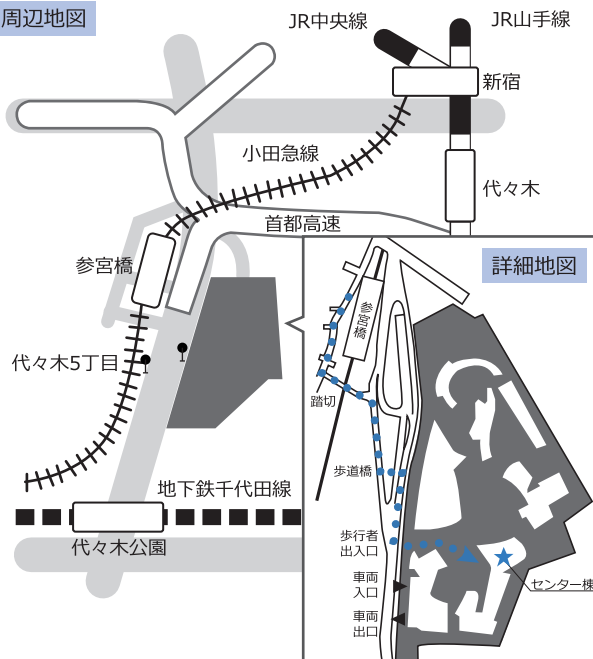 周辺地図
JR中央線
JR山手線
新宿
小田急線
代々木
首都高速
参宮橋
代々木5丁目
地下鉄千代田線
代々木公園
詳細地図
参宮橋
踏切
歩道橋
歩行者
出入口
車両
入口
車両
出口
センター棟